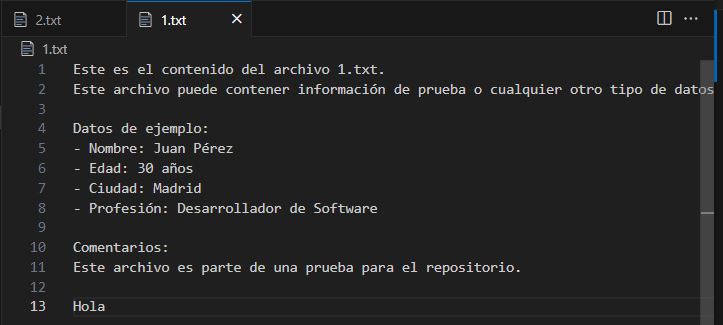 2.txt
1.txt
1.txt
1 Este es el contenido del archivo 1.txt.
2 Este archivo puede contener información de prueba o cualquier otro tipo de datos
3
4 Datos de ejemplo:
5 - Nombre: Juan Pérez
6 - Edad: 30 años
7 - Ciudad: Madrid
8 - Profesión: Desarrollador de Software
9
10 Comentarios:
11 Este archivo es parte de una prueba para el repositorio.
12
13 Hola